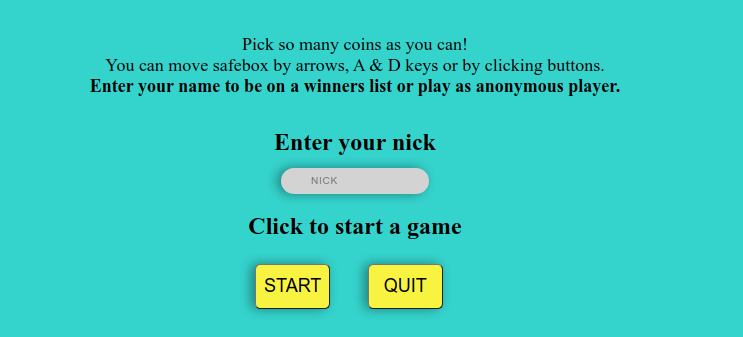 Pick so many coins as you can!
You can move safebox by arrows, A & D keys or by clicking buttons.
Enter your name to be on a winners list or play as anonymous player.
Enter your nick
NICK
Click to start a game
START QUIT